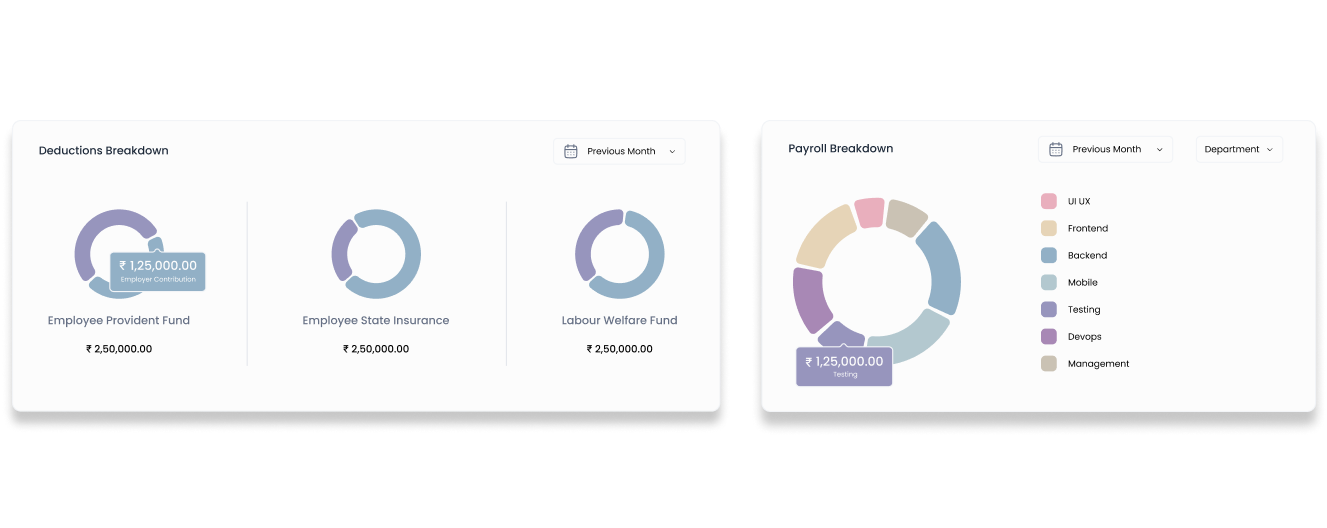 Deductions Breakdown
Previous Month
₹ 1,25,000.00
Employer Contribution
Employee Provident Fund
₹ 2,50,000.00
Employee State Insurance
₹ 2,50,000.00
Labour Welfare Fund
₹ 2,50,000.00
Payroll Breakdown
Previous Month
Department
UI UX
Frontend
Backend
Mobile
Testing
Devops
Management
₹ 1,25,000.00
Testing